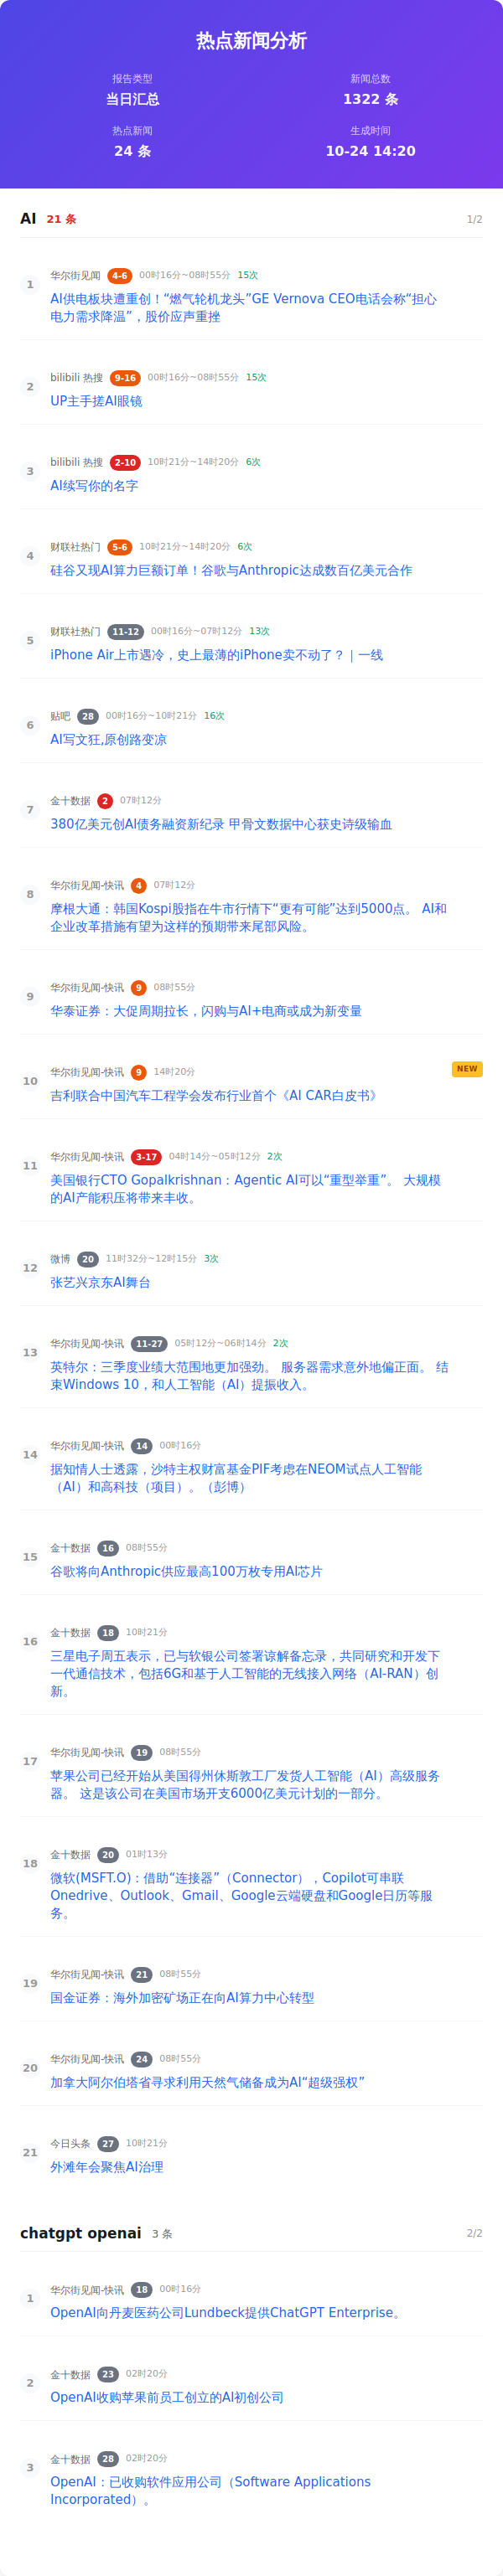 热点新闻分析
报告类型
新闻总数
当日汇总
1322 条
热点新闻
生成时间
24 条
10-24 14:20
AI 21 条 1/2
1
华尔街见闻 4-6 00时16分~08时55分 15次
AI供电板块遭重创！“燃气轮机龙头”GE Vernova CEO电话会称“担心
电力需求降温”，股价应声重挫
2
bilibili 热搜 9-16 00时16分~08时55分 15次
UP主手搓AI眼镜
3
bilibili 热搜 2-10 10时21分~14时20分 6次
AI续写你的名字
4
财联社热门 5-6 10时21分~14时20分 6次
硅谷又现AI算力巨额订单！谷歌与Anthropic达成数百亿美元合作
5
财联社热门 11-12 00时16分~07时12分 13次
iPhone Air上市遇冷，史上最薄的iPhone卖不动了？｜一线
6
贴吧 28 00时16分~10时21分 16次
AI写文狂,原创路变凉
7
金十数据 2 07时12分
380亿美元创AI债务融资新纪录 甲骨文数据中心获史诗级输血
8
华尔街见闻-快讯 4 07时12分
摩根大通：韩国Kospi股指在牛市行情下“更有可能”达到5000点。 AI和
企业改革措施有望为这样的预期带来尾部风险。
9
华尔街见闻-快讯 9 08时55分
华泰证券：大促周期拉长，闪购与AI+电商或成为新变量
10
华尔街见闻-快讯 9 14时20分 NEW
吉利联合中国汽车工程学会发布行业首个《AI CAR白皮书》
11
华尔街见闻-快讯 3-17 04时14分~05时12分 2次
美国银行CTO Gopalkrishnan：Agentic AI可以“重型举重”。 大规模
的AI产能积压将带来丰收。
12
微博 20 11时32分~12时15分 3次
张艺兴京东AI舞台
13
华尔街见闻-快讯 11-27 05时12分~06时14分 2次
英特尔：三季度业绩大范围地更加强劲。 服务器需求意外地偏正面。 结
束Windows 10，和人工智能（AI）提振收入。
14
华尔街见闻-快讯 14 00时16分
据知情人士透露，沙特主权财富基金PIF考虑在NEOM试点人工智能
（AI）和高科技（项目）。（彭博）
15
金十数据 16 08时55分
谷歌将向Anthropic供应最高100万枚专用AI芯片
16
金十数据 18 10时21分
三星电子周五表示，已与软银公司签署谅解备忘录，共同研究和开发下
一代通信技术，包括6G和基于人工智能的无线接入网络（AI-RAN）创
新。
17
华尔街见闻-快讯 19 08时55分
苹果公司已经开始从美国得州休斯敦工厂发货人工智能（AI）高级服务
器。 这是该公司在美国市场开支6000亿美元计划的一部分。
18
金十数据 20 01时13分
微软(MSFT.O)：借助“连接器”（Connector），Copilot可串联
Onedrive、Outlook、Gmail、Google云端硬盘和Google日历等服
务。
19
华尔街见闻-快讯 21 08时55分
国金证券：海外加密矿场正在向AI算力中心转型
20
华尔街见闻-快讯 24 08时55分
加拿大阿尔伯塔省寻求利用天然气储备成为AI“超级强权”
21
今日头条 27 10时21分
外滩年会聚焦AI治理
chatgpt openai 3 条 2/2
1
华尔街见闻-快讯 18 00时16分
OpenAI向丹麦医药公司Lundbeck提供ChatGPT Enterprise。
2
金十数据 23 02时20分
OpenAI收购苹果前员工创立的AI初创公司
3
金十数据 28 02时20分
OpenAI：已收购软件应用公司（Software Applications
Incorporated）。